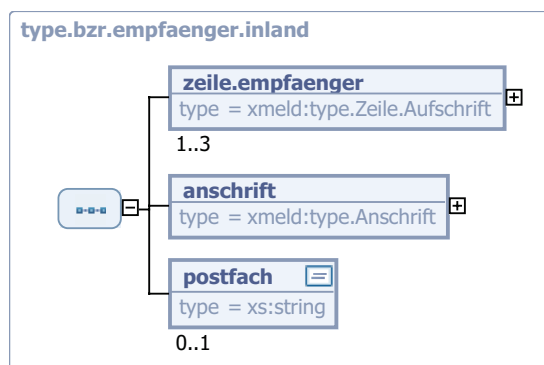 type.bzr.empfaenger.inland
zeile.empfaenger
type = xmeld:type.Zeile.Aufschrift
1..3
anschrift
type = xmeld:type.Anschrift
postfach
type = xs:string
0..1